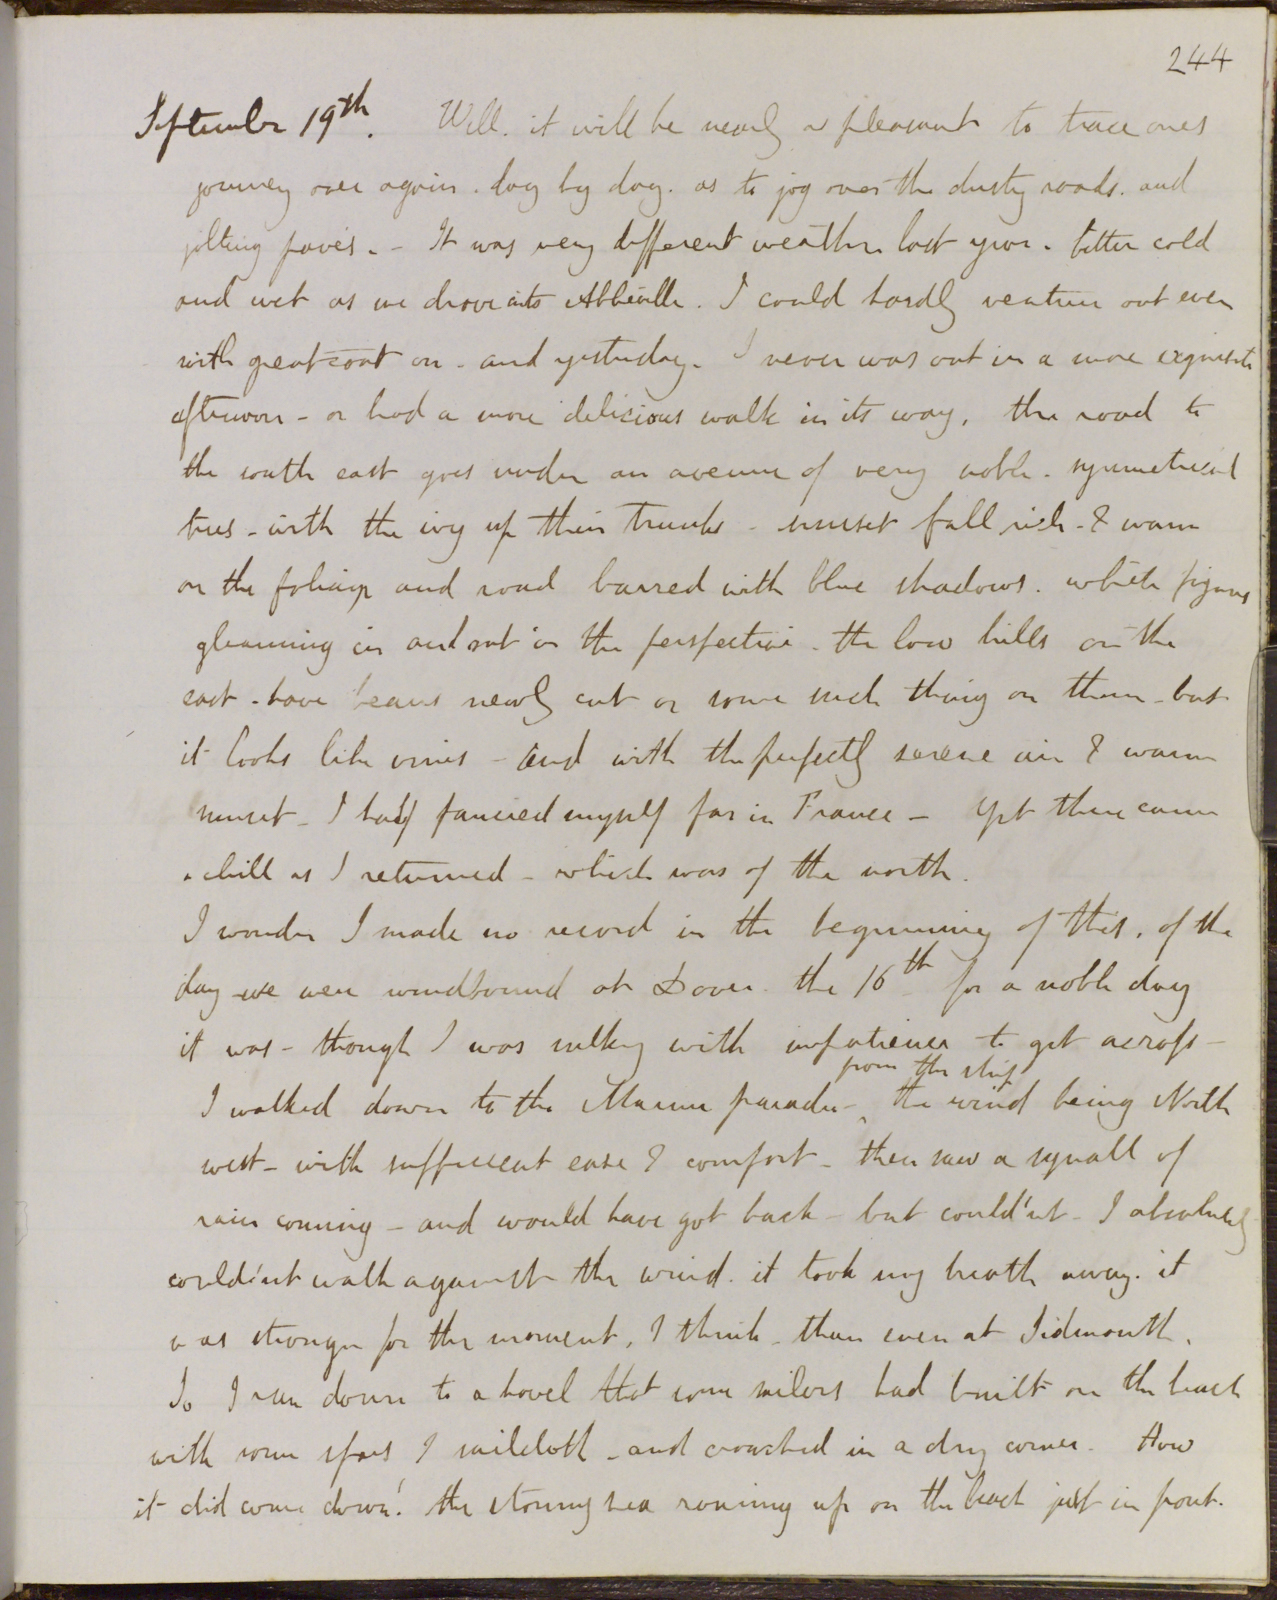 244
September 19th. Well. it will be nearly as pleasant to trace ones
journey over again. day by day. as to jog over the dusty roads. and
jolting pavés. - It was very different weather last year. bitter cold
and wet as we drove into Abbeville. I could hardly venture out even
with greatcoat on - and yesterday. I never was out in a more exquisite
afternoon - or had a more delicious walk in its way, the road to
the south east goes under an avenue of very noble - symmetrical
trees - with the ivy up their trunks - sunset full rich - & warm
on the foliage and road barred with blue shadows. white figures
gleaming in and out in the perspective - the low hills on the
east - have beans newly cut or some such thing on them - but
it looks like vines - and with the perfectly serene air & warm
sunset - I half fancied myself far in France - yet there came
a chill as I returned - which was of the north.
I wonder I made no record in the beginning of this, of the
day we were windbound at Dover. the 16th for a noble day
it was - though I was sulky with impatience to get across -
from the ship
I walked down to the Marine parade - the wind being North
west - with sufficient ease & comfort - then saw a squall of
rain coming - and would have got back - but could'nt - I absolutely
could'nt walk against the wind. it took my breath away. it
was stronger for the moment, I think - than even at Sidmouth.
So I ran down to a hovel that some sailors had built on the beach
with some spars & sailcloth - and crouched in a dry corner. How
it did come down! the stormy sea running up on the beach just in front.